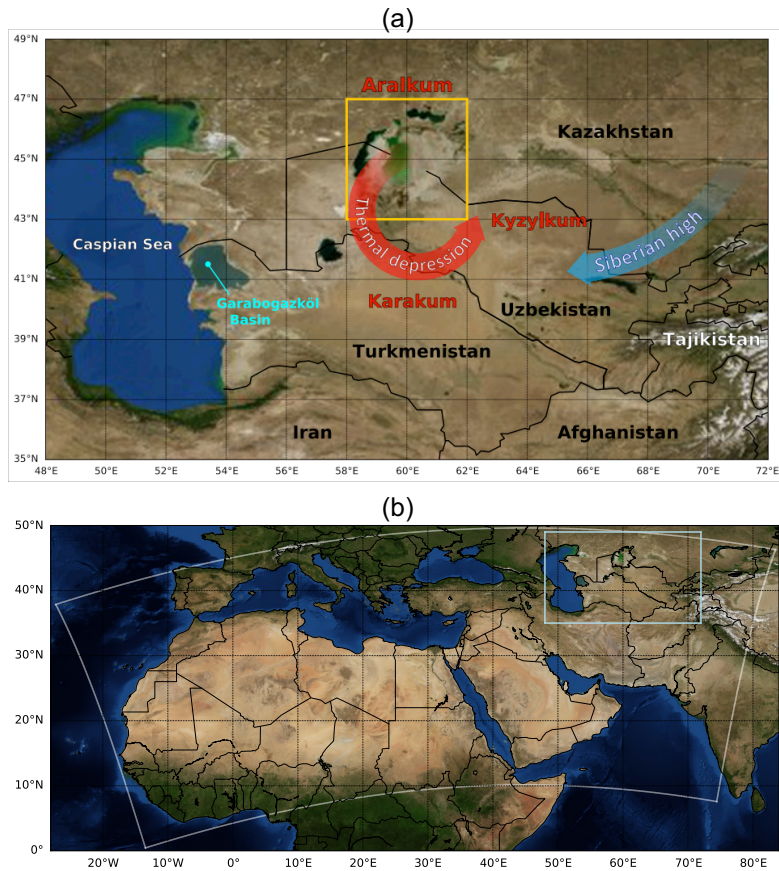 (a)
49°N
47°N
45°N
43°N
41°N
39°N
37°N
35°N
Aralkum
Kazakhstan
Kyzylkum
Thermal depression
Siberian high
Caspian Sea
Garabogazköl
Basin
Karakum
Uzbekistan
Tajikistan
Turkmenistan
Iran
Afghanistan
48°E
50°E
52°E
54°E
56°E
58°E
60°E
62°E
64°E
66°E
68°E
70°E
72°E
(b)
50°N
40°N
30°N
20°N
10°N
0°
20°W
10°W
0°
10°E
20°E
30°E
40°E
50°E
60°E
70°E
80°E